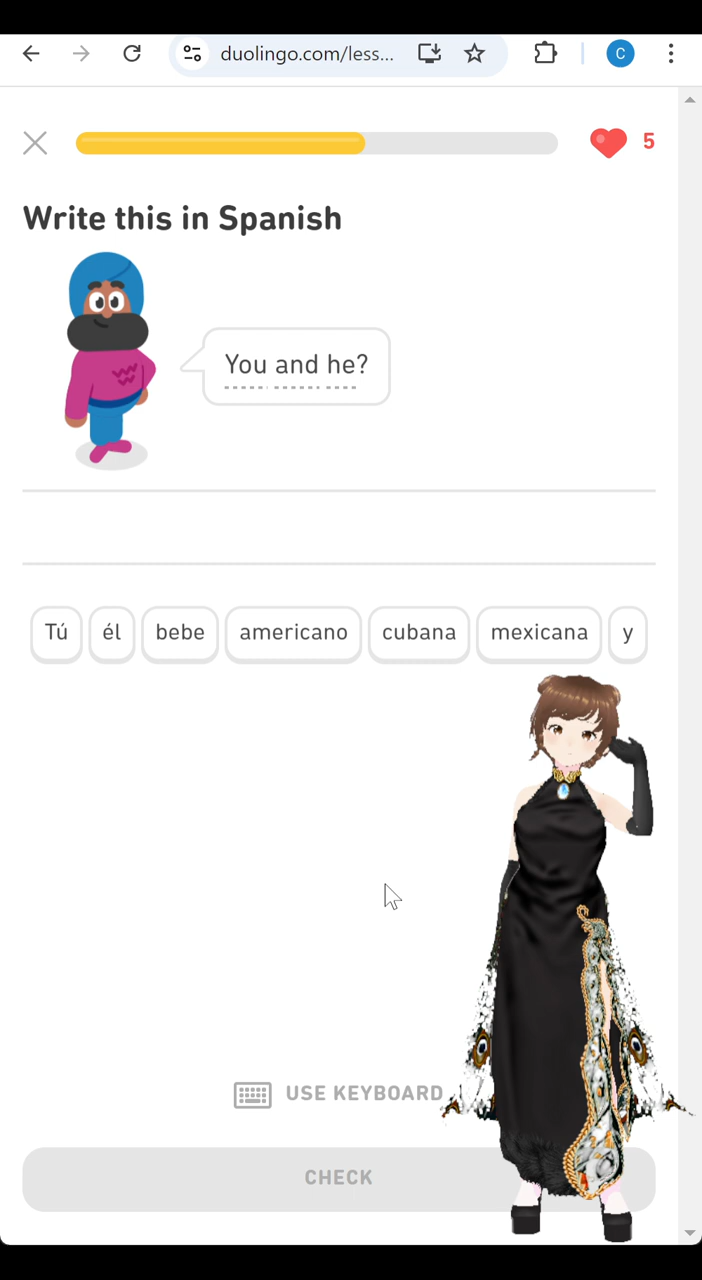 duolingo.com/less...
C
5
Write this in Spanish
You and he?
Tú él bebe americano cubana mexicana y
USE KEYBOARD
CHECK